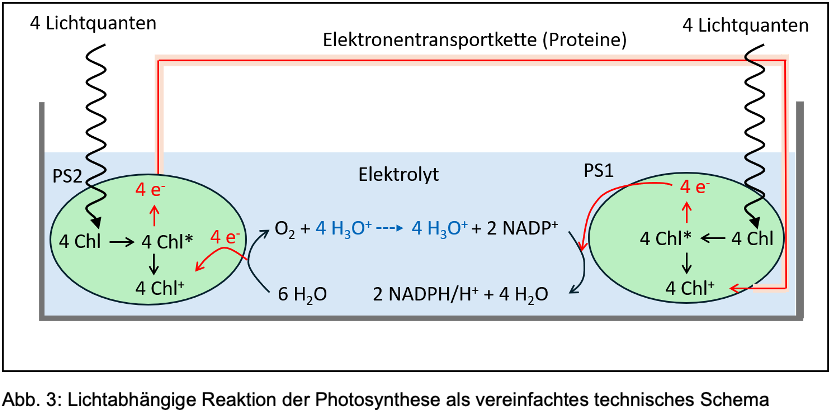 4 Lichtquanten
4 Lichtquanten
Elektronentransportkette (Proteine)
PS2
Elektrolyt
PS1
4 e-
4 e-
4 Chl → 4 Chl*
4 e-
O₂ + 4 H₃O⁺ ---> 4 H₃O⁺ + 2 NADP⁺
4 Chl* ← 4 Chl
4 Chl⁺
6 H₂O
2 NADPH/H⁺ + 4 H₂O
4 Chl⁺
Abb. 3: Lichtabhängige Reaktion der Photosynthese als vereinfachtes technisches Schema